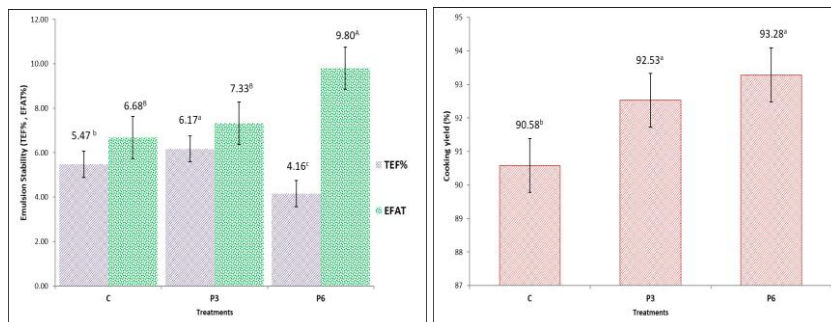 Emulsion Stability (TEF% , EFAT%)
12.00
10.00
8.00
6.00
4.00
2.00
0.00
5.47 b
6.68B
6.17a
7.33B
4.16c
9.80A
C
P3
P6
Treatments
TEF%
EFAT
Cooking yield (%)
95
94
93
92
91
90
89
88
87
90.58b
92.53a
93.28a
C
P3
P6
Treatments